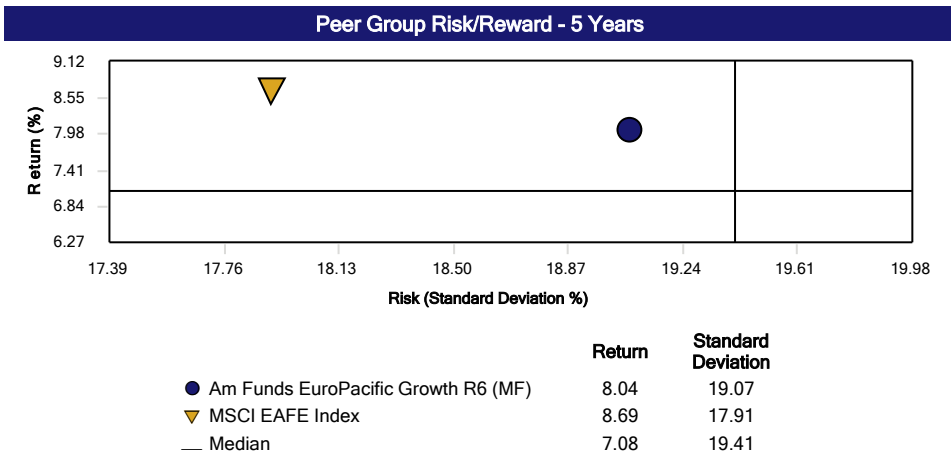 Peer Group Risk/Reward - 5 Years
9.12
8.55
7.98
7.41
6.84
6.27
Return (%)
17.39 17.76 18.13 18.50 18.87 19.24 19.61 19.98
Risk (Standard Deviation %)
Return Standard Deviation
Am Funds EuroPacific Growth R6 (MF) 8.04 19.07
MSCI EAFE Index 8.69 17.91
Median 7.08 19.41